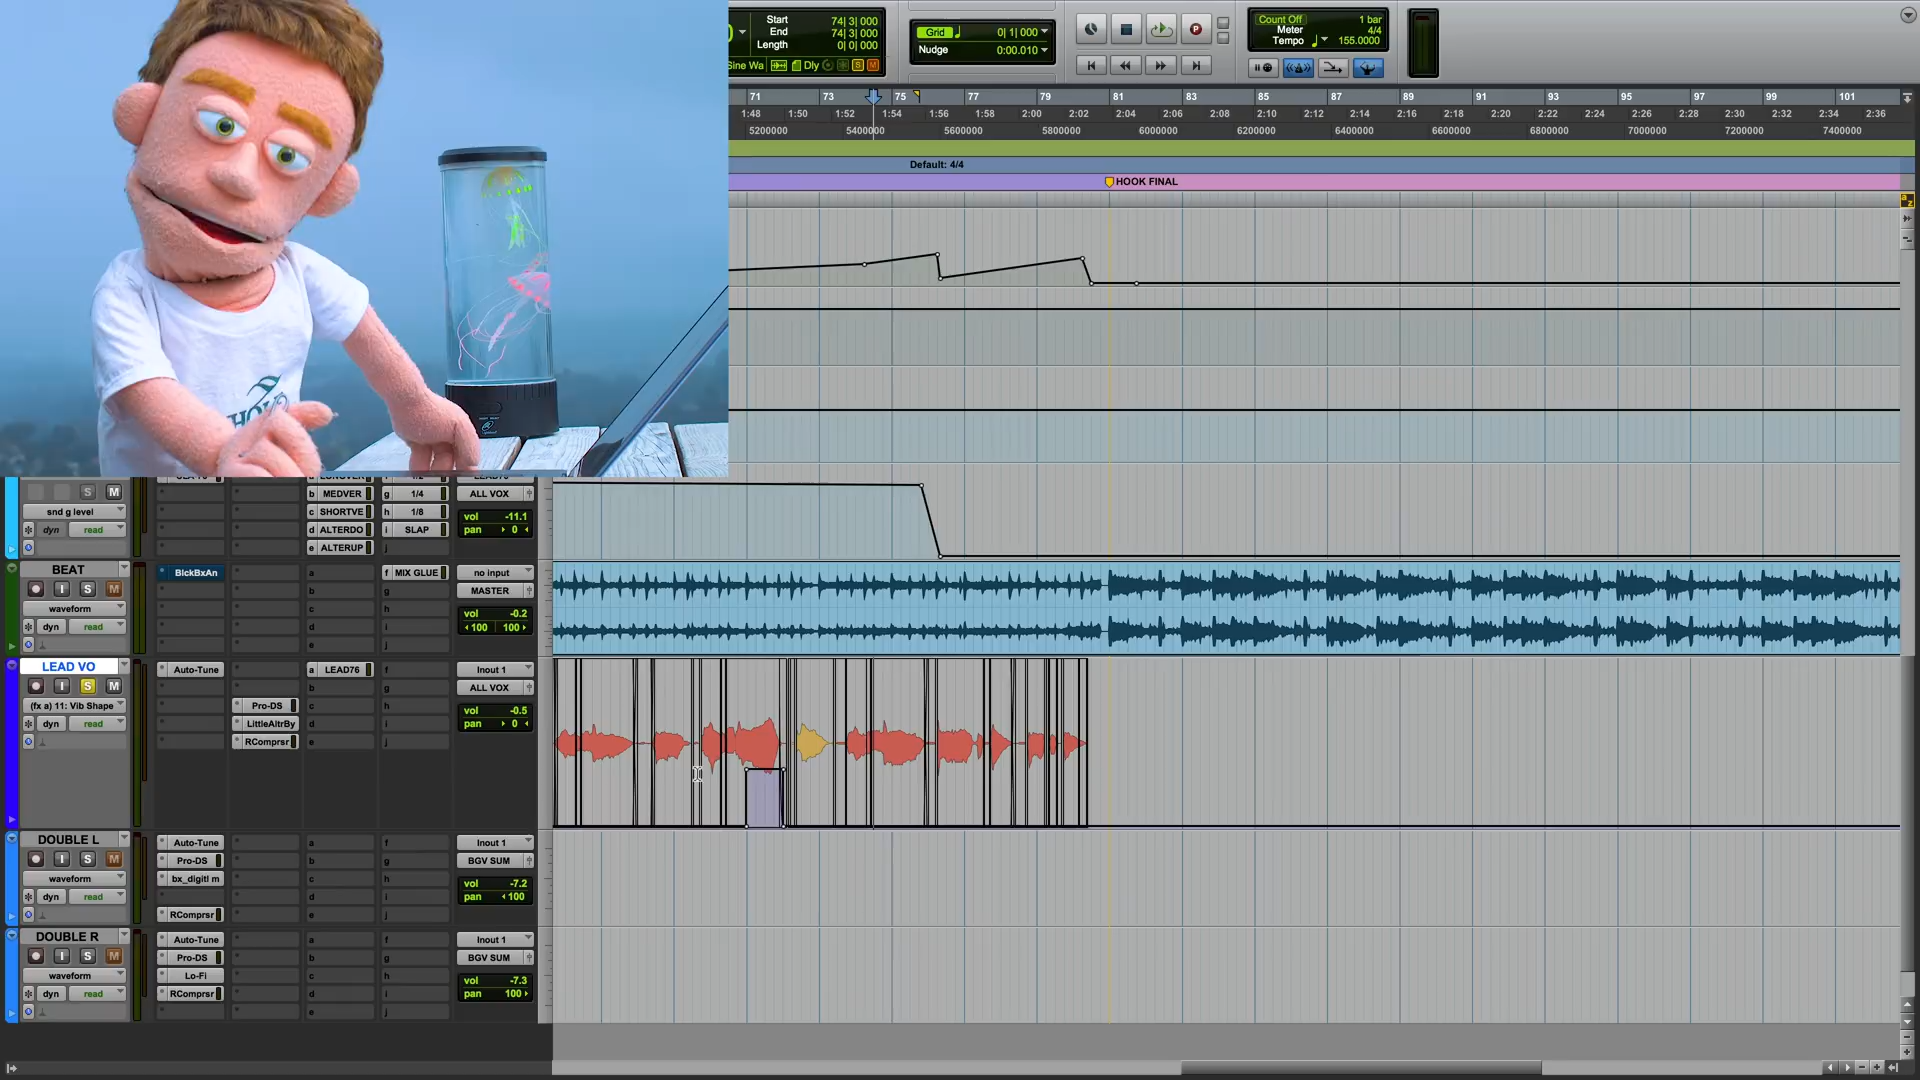 Start 74| 3| 000
End 74| 3| 000
Length 0| 0| 000
Sine Wa Dly S M
Grid 0| 1| 000
Nudge 0:00.010
P
Count Off 1 bar
Meter 4/4
Tempo 155.0000
71 73 75 77 79 81 83 85 87 89 91 93 95 97 99 101
1:48 1:50 1:52 1:54 1:56 1:58 2:00 2:02 2:04 2:06 2:08 2:10 2:12 2:14 2:16 2:18 2:20 2:22 2:24 2:26 2:28 2:30 2:32 2:34 2:36
5200000 5400000 5600000 5800000 6000000 6200000 6400000 6600000 6800000 7000000 7200000 7400000
Default: 4/4
HOOK FINAL
a
z
S M
b MEDVER g 1/4 ALL VOX
snd g level c SHORTVE h 1/8 vol -11.1
dyn read d ALTERDO i SLAP pan 0
e ALTERUP j
BEAT BlckBxAn a f MIX GLUE no input
I S M b g MASTER
waveform c h vol -0.2
dyn read d i 100 100
e j
LEAD VO Auto-Tune a LEAD76 f Inout 1
I S M b g ALL VOX
(fx a) 11: Vib Shape Pro-DS c h vol -0.5
dyn read LittleAltrBy d i pan 0
RComprsr e j
DOUBLE L Auto-Tune a f Inout 1
I S M Pro-DS b g BGV SUM
waveform bx_digitl m c h vol -7.2
dyn read d i pan 100
RComprsr e j
DOUBLE R Auto-Tune a f Inout 1
I S M Pro-DS b g BGV SUM
waveform Lo-Fi c h vol -7.3
dyn read RComprsr d i pan 100
e j